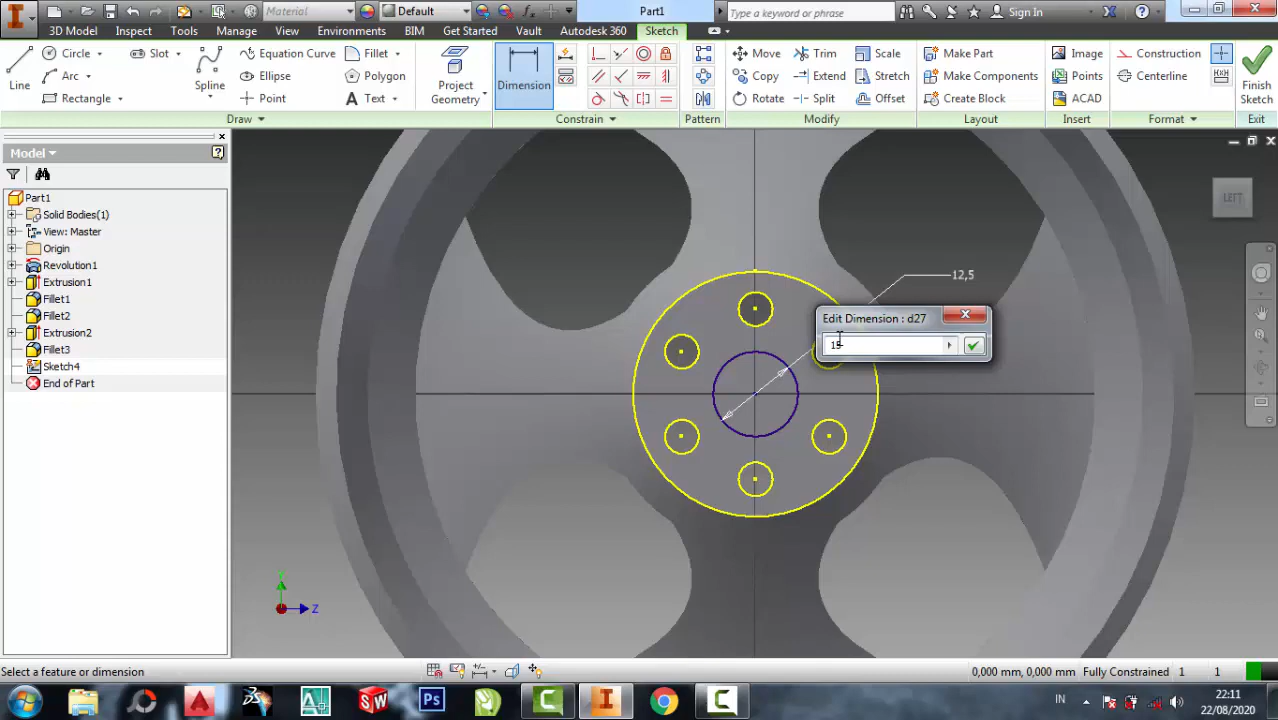 Material
Default
Part1
Type a keyword or phrase
Sign In
3D Model
Inspect
Tools
Manage
View
Environments
BIM
Get Started
Vault
Autodesk 360
Sketch
Line
Circle
Arc
Rectangle
Slot
Spline
Equation Curve
Ellipse
Point
Fillet
Polygon
Text
Project
Geometry
Dimension
Move
Copy
Rotate
Trim
Extend
Split
Scale
Stretch
Offset
Make Part
Make Components
Create Block
Image
Points
ACAD
Construction
Centerline
Finish
Sketch
Draw
Constrain
Pattern
Modify
Layout
Insert
Format
Exit
Model
Part1
Solid Bodies(1)
View: Master
Origin
Revolution1
Extrusion1
Fillet1
Fillet2
Extrusion2
Fillet3
Sketch4
End of Part
LEFT
12,5
Edit Dimension : d27
15
Y
Z
Select a feature or dimension
0,000 mm, 0,000 mm
Fully Constrained
1
1
Ps
IN
22:11
22/08/2020